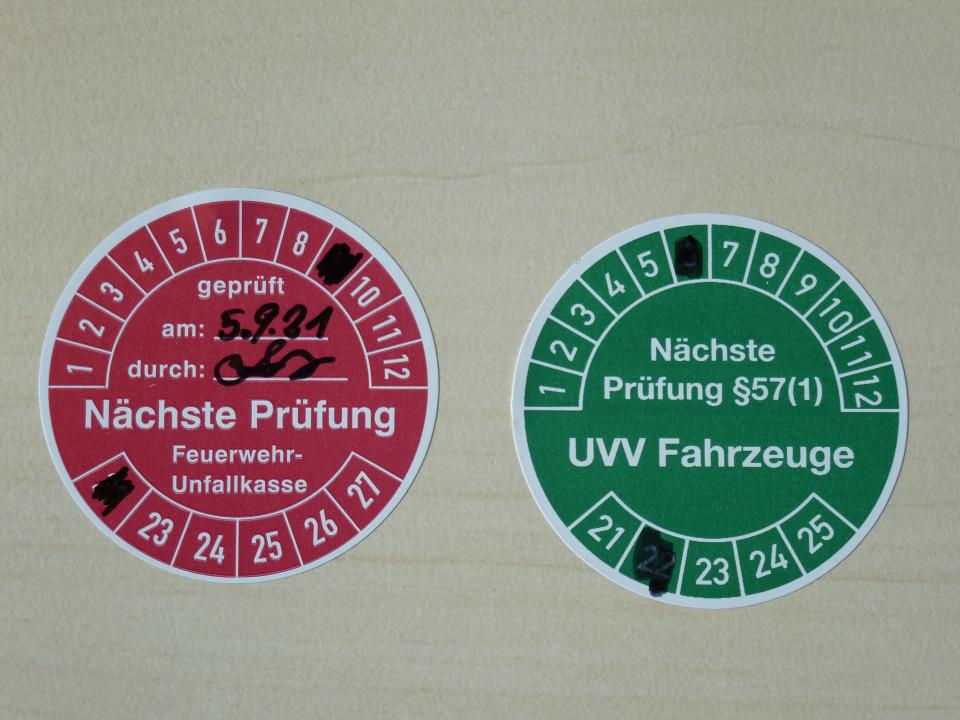 1 2 3 4 5 6 7 8 10 11 12
geprüft
am: 5.9.21
durch:
Nächste Prüfung
Feuerwehr-
Unfallkasse
23 24 25 26 27
1 2 3 4 5 7 8 9 10 11 12
Nächste
Prüfung §57(1)
UVV Fahrzeuge
21 22 23 24 25